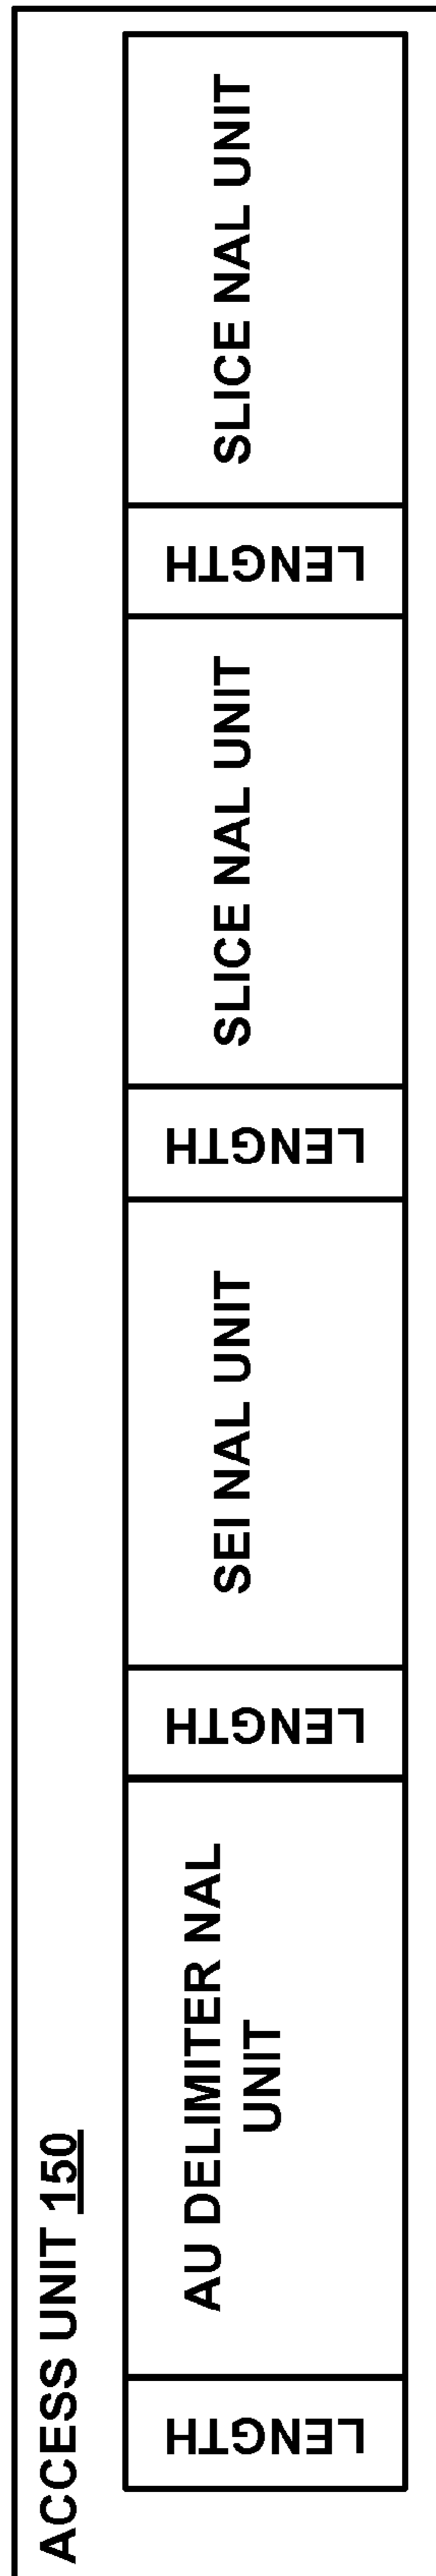 ACCESS UNIT 150
LENGTH
AU DELIMITER NAL
UNIT
LENGTH
SEI NAL UNIT
LENGTH
SLICE NAL UNIT
LENGTH
SLICE NAL UNIT